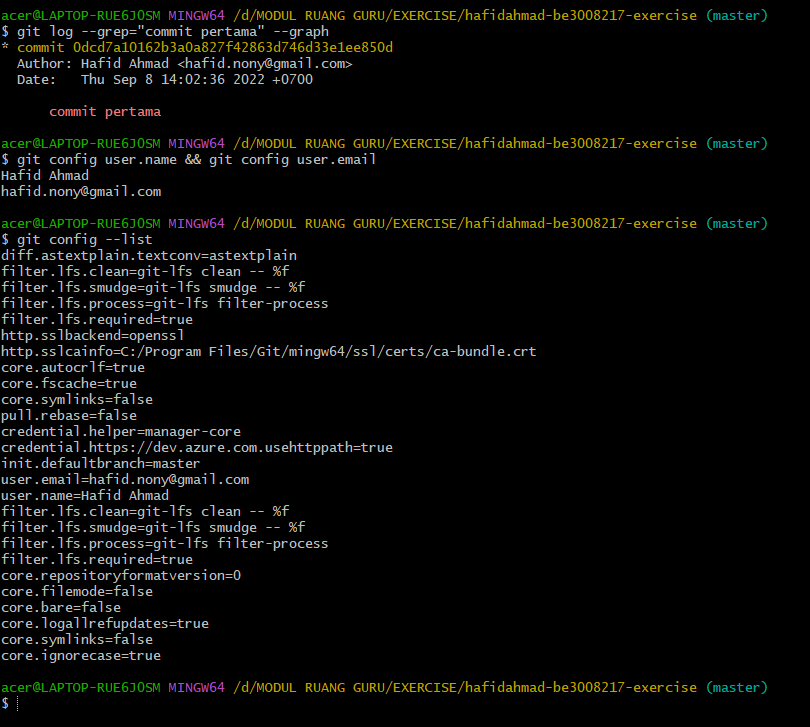 acer@LAPTOP-RUE6J0SM MINGW64 /d/MODUL RUANG GURU/EXERCISE/hafidahmad-be3008217-exercise (master)
$ git log --grep="commit pertama" --graph
* commit 0dcd7a10162b3a0a827f42863d746d33e1ee850d
  Author: Hafid Ahmad <hafid.nony@gmail.com>
  Date:   Thu Sep 8 14:02:36 2022 +0700
      commit pertama
acer@LAPTOP-RUE6J0SM MINGW64 /d/MODUL RUANG GURU/EXERCISE/hafidahmad-be3008217-exercise (master)
$ git config user.name && git config user.email
Hafid Ahmad
hafid.nony@gmail.com
acer@LAPTOP-RUE6J0SM MINGW64 /d/MODUL RUANG GURU/EXERCISE/hafidahmad-be3008217-exercise (master)
$ git config --list
diff.astextplain.textconv=astextplain
filter.lfs.clean=git-lfs clean -- %f
filter.lfs.smudge=git-lfs smudge -- %f
filter.lfs.process=git-lfs filter-process
filter.lfs.required=true
http.sslbackend=openssl
http.sslcainfo=C:/Program Files/Git/mingw64/ssl/certs/ca-bundle.crt
core.autocrlf=true
core.fscache=true
core.symlinks=false
pull.rebase=false
credential.helper=manager-core
credential.https://dev.azure.com.usehttppath=true
init.defaultbranch=master
user.email=hafid.nony@gmail.com
user.name=Hafid Ahmad
filter.lfs.clean=git-lfs clean -- %f
filter.lfs.smudge=git-lfs smudge -- %f
filter.lfs.process=git-lfs filter-process
filter.lfs.required=true
core.repositoryformatversion=0
core.filemode=false
core.bare=false
core.logallrefupdates=true
core.symlinks=false
core.ignorecase=true
acer@LAPTOP-RUE6J0SM MINGW64 /d/MODUL RUANG GURU/EXERCISE/hafidahmad-be3008217-exercise (master)
$